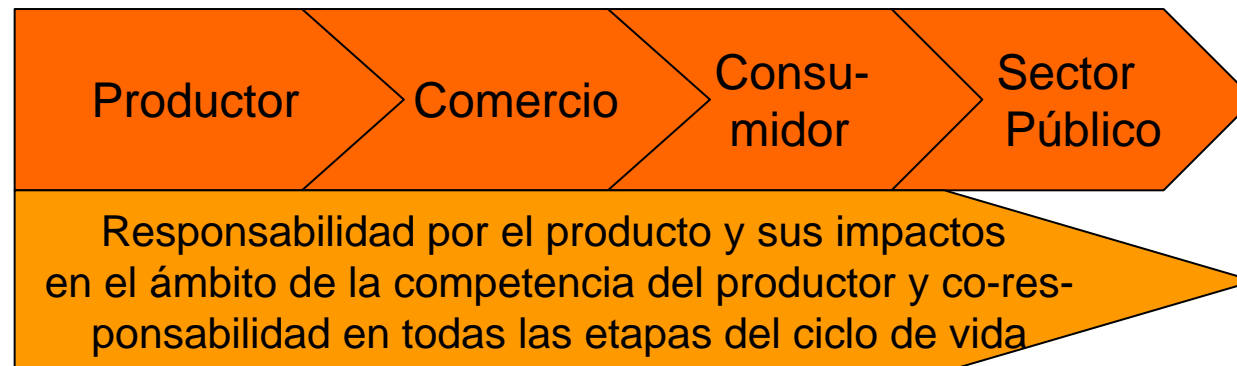 Productor
Comercio
Consu-
midor
Sector
Público
Responsabilidad por el producto y sus impactos
en el ámbito de la competencia del productor y co-res-
ponsabilidad en todas las etapas del ciclo de vida